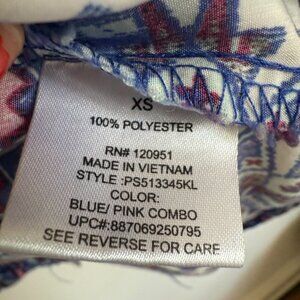 XS
100% POLYESTER
RN# 120951
MADE IN VIETNAM
STYLE :PS513345KL
COLOR:
BLUE/ PINK COMBO
UPC#:887069250795
SEE REVERSE FOR CARE